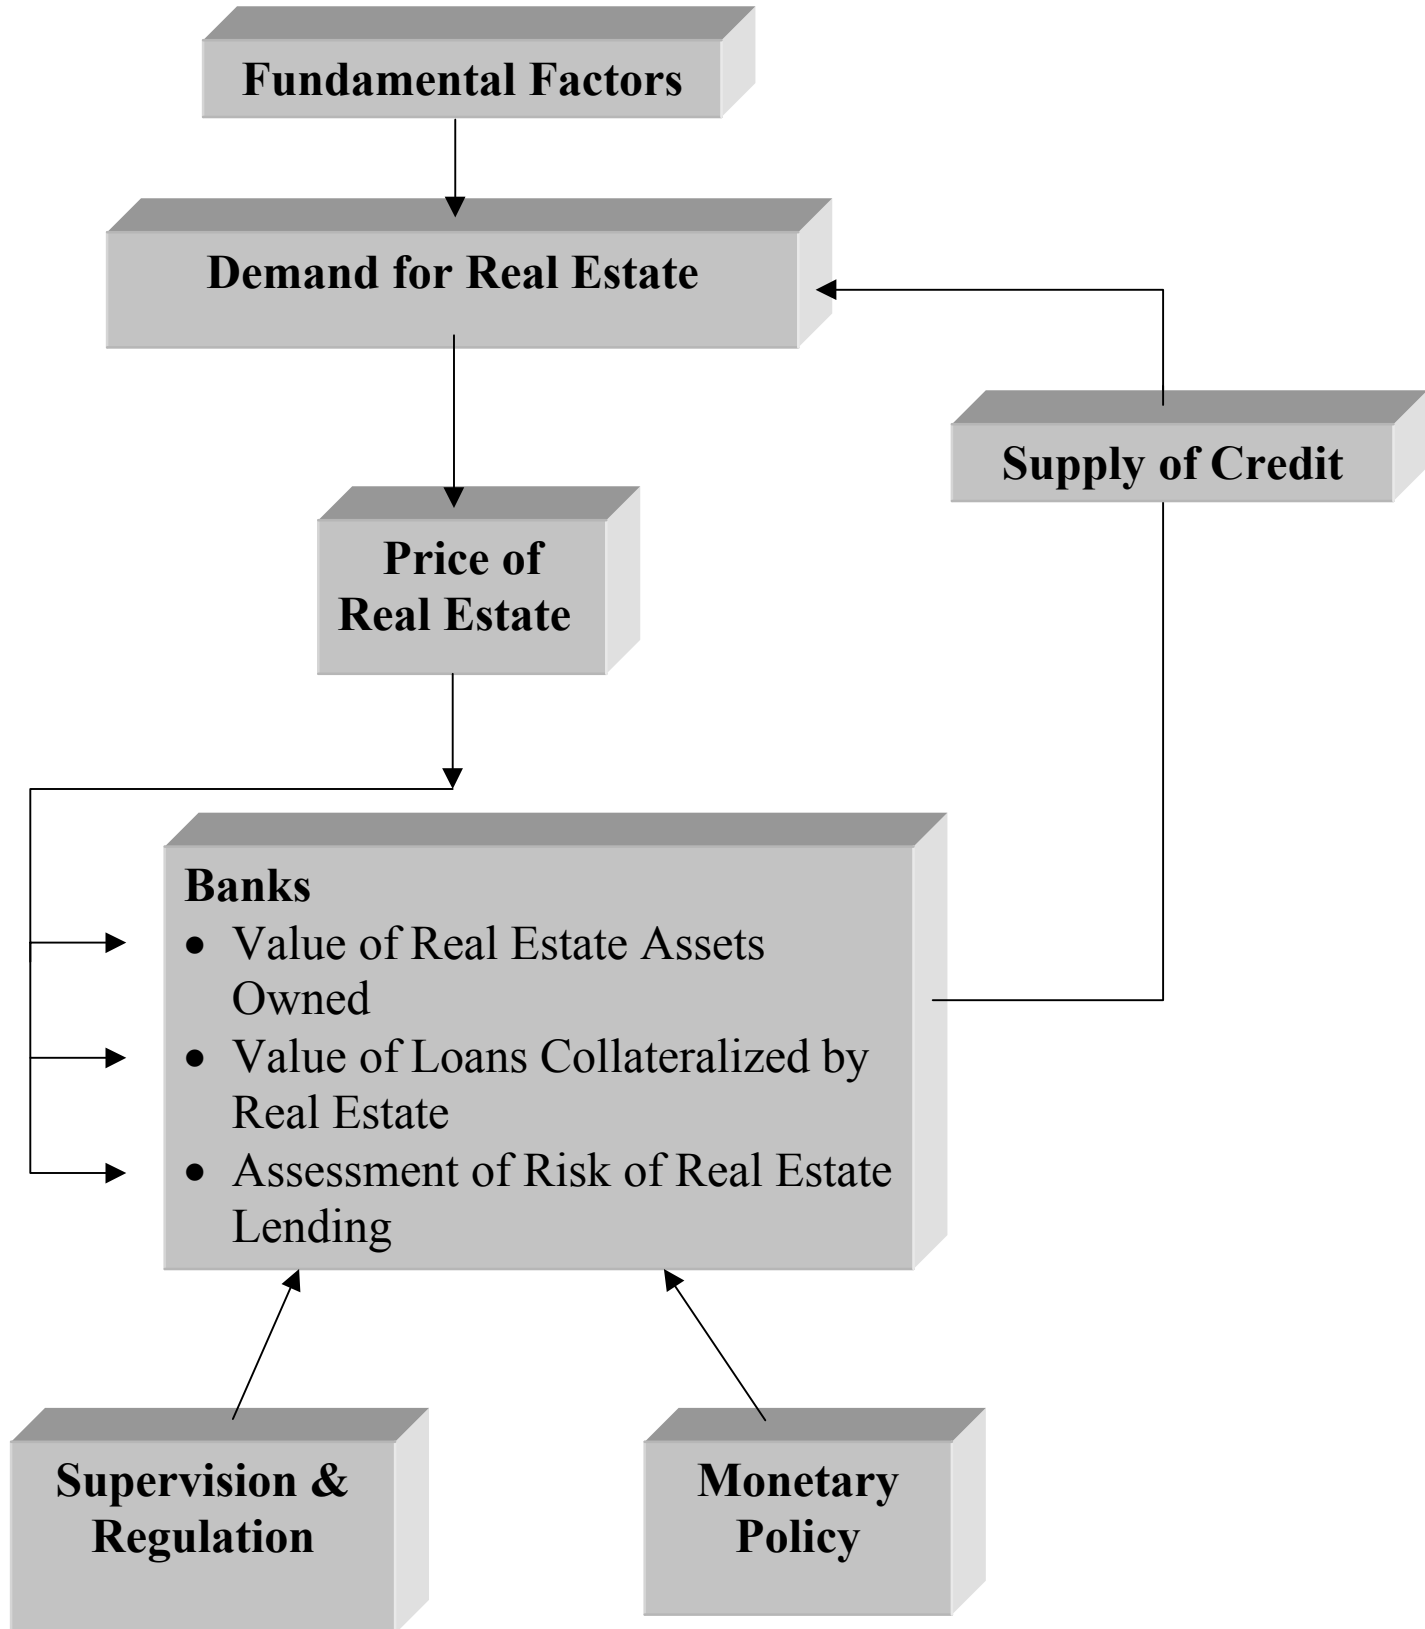 Fundamental Factors
Demand for Real Estate
Supply of Credit
Price of
Real Estate
Banks
• Value of Real Estate Assets
Owned
• Value of Loans Collateralized by
Real Estate
• Assessment of Risk of Real Estate
Lending
Supervision &
Regulation
Monetary
Policy